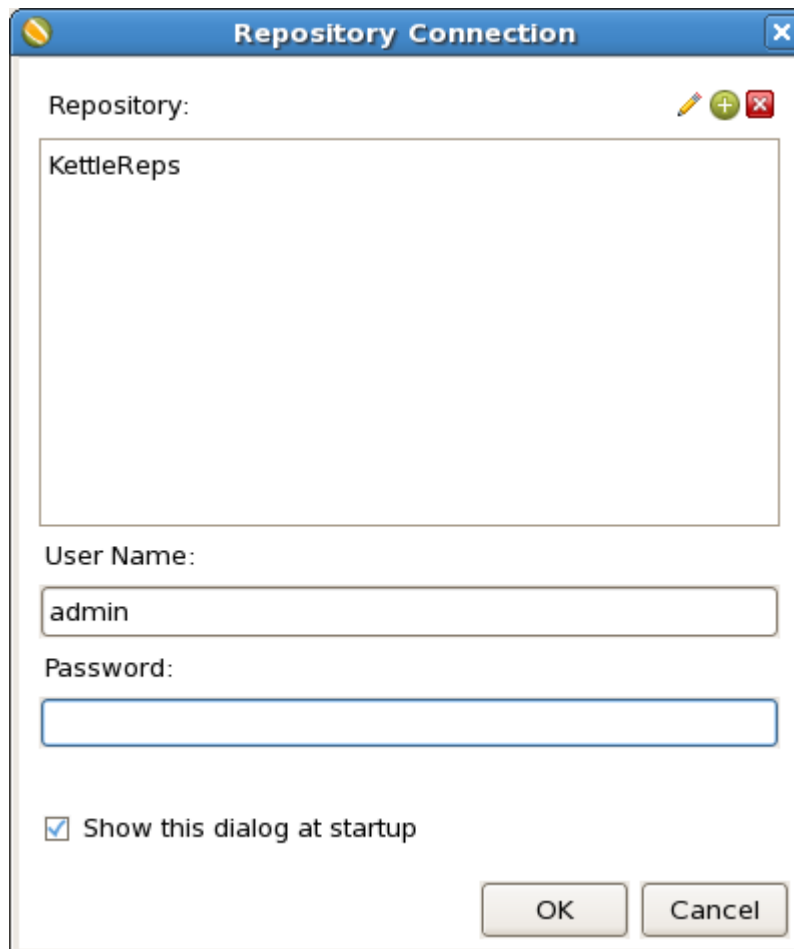 Repository Connection
Repository:
KettleReps
User Name:
admin
Password:
Show this dialog at startup
OK
Cancel